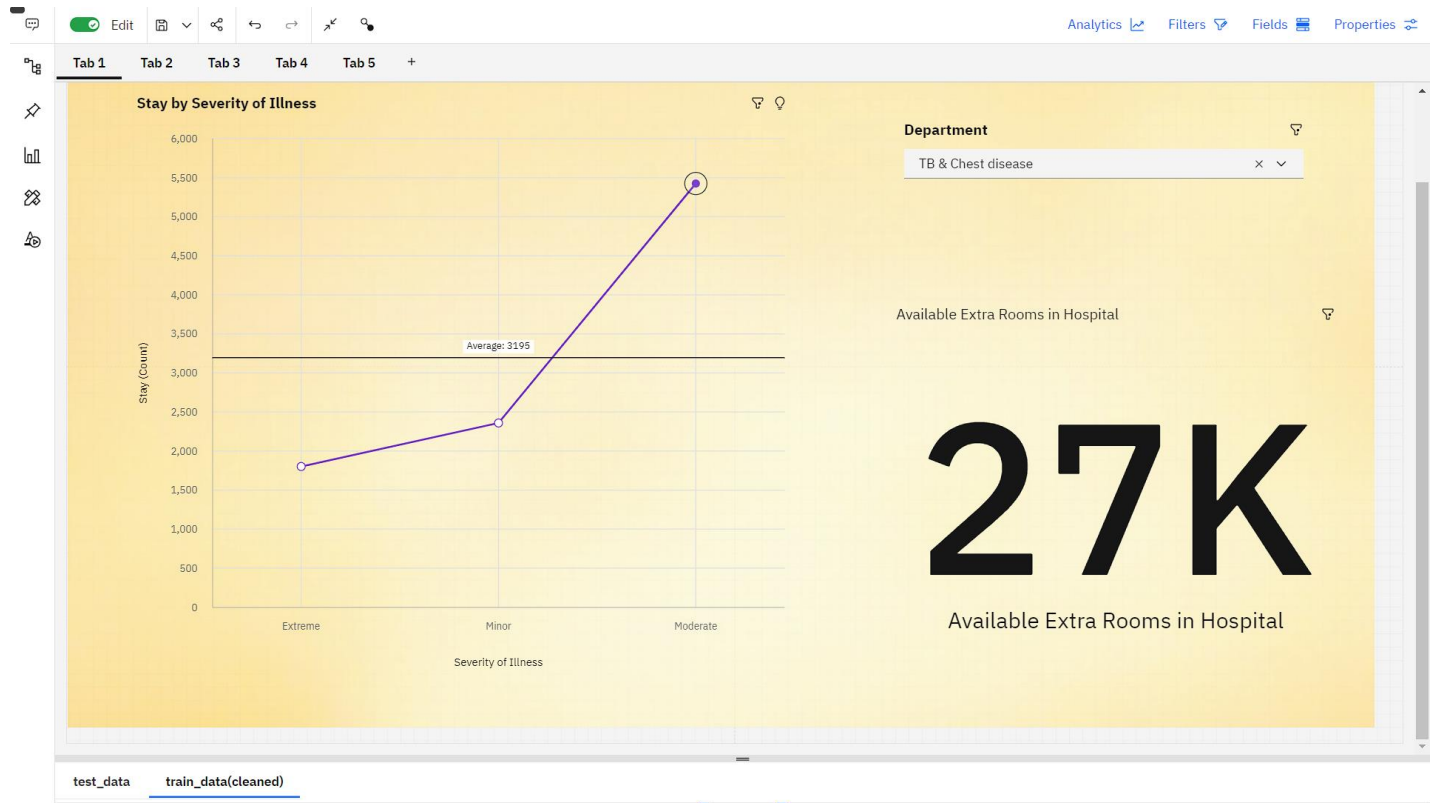 Edit
Analytics Filters Fields Properties
Tab 1 Tab 2 Tab 3 Tab 4 Tab 5 +
Stay by Severity of Illness
6,000
5,500
5,000
4,500
4,000
3,500
3,000
2,500
2,000
1,500
1,000
500
0
Stay (Count)
Average: 3195
Extreme Minor Moderate
Severity of Illness
Department
TB & Chest disease
Available Extra Rooms in Hospital
27K
Available Extra Rooms in Hospital
test_data train_data(cleaned)